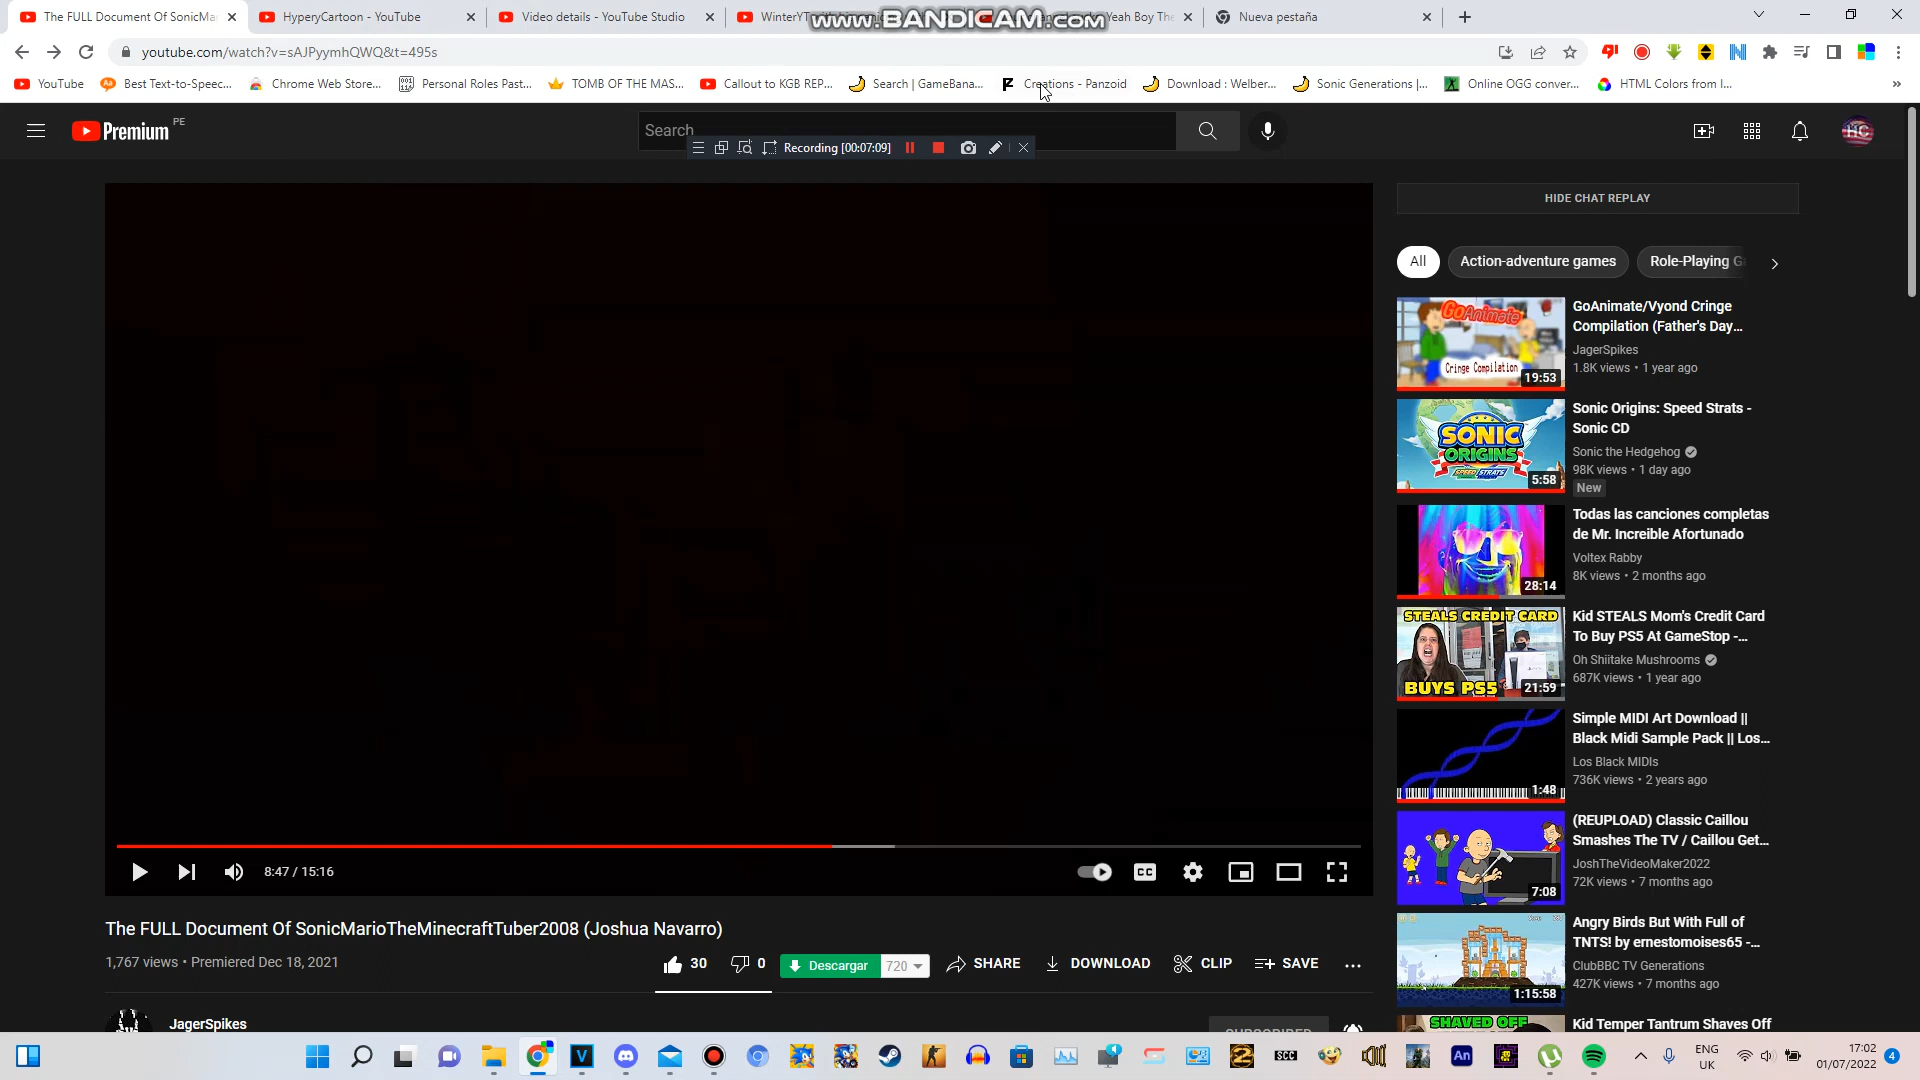 The FULL Document Of SonicMar
HyperyCartoon - YouTube
Video details - YouTube Studio
Yeah Boy The
Nueva pestaña
www.BANDICAM.com
youtube.com/watch?v=sAJPyymhQWQ&t=495s
YouTube
Best Text-to-Speec...
Chrome Web Store...
Personal Roles Past...
TOMB OF THE MAS...
Callout to KGB REP...
Search | GameBana...
Creations - Panzoid
Download : Welber...
Sonic Generations |...
Online OGG conver...
HTML Colors from I...
»
Premium PE
Search
HC
Recording [00:07:09]
HIDE CHAT REPLAY
All
Action-adventure games
Role-Playing G
GoAnimate
Cringe Compilation
19:53
GoAnimate/Vyond Cringe
Compilation (Father's Day...
JagerSpikes
1.8K views • 1 year ago
SONIC
ORIGINS
SPEED STRATS
5:58
Sonic Origins: Speed Strats -
Sonic CD
Sonic the Hedgehog
98K views • 1 day ago
New
28:14
Todas las canciones completas
de Mr. Increible Afortunado
Voltex Rabby
8K views • 2 months ago
STEALS CREDIT CARD
BUYS PS5
21:59
Kid STEALS Mom's Credit Card
To Buy PS5 At GameStop -...
Oh Shiitake Mushrooms
687K views • 1 year ago
1:48
Simple MIDI Art Download ||
Black Midi Sample Pack || Los...
Los Black MIDIs
736K views • 2 years ago
7:08
(REUPLOAD) Classic Caillou
Smashes The TV / Caillou Get...
JoshTheVideoMaker2022
72K views • 7 months ago
1:15:58
Angry Birds But With Full of
TNTS! by ernestomoises65 -...
ClubBBC TV Generations
427K views • 7 months ago
SHAVED OFF
Kid Temper Tantrum Shaves Off
8:47 / 15:16
CC
The FULL Document Of SonicMarioTheMinecraftTuber2008 (Joshua Navarro)
1,767 views • Premiered Dec 18, 2021
30
0
Descargar
720
SHARE
DOWNLOAD
CLIP
SAVE
JagerSpikes
SUBSCRIBED
V
SCC
An
ENG
UK
17:02
01/07/2022
4